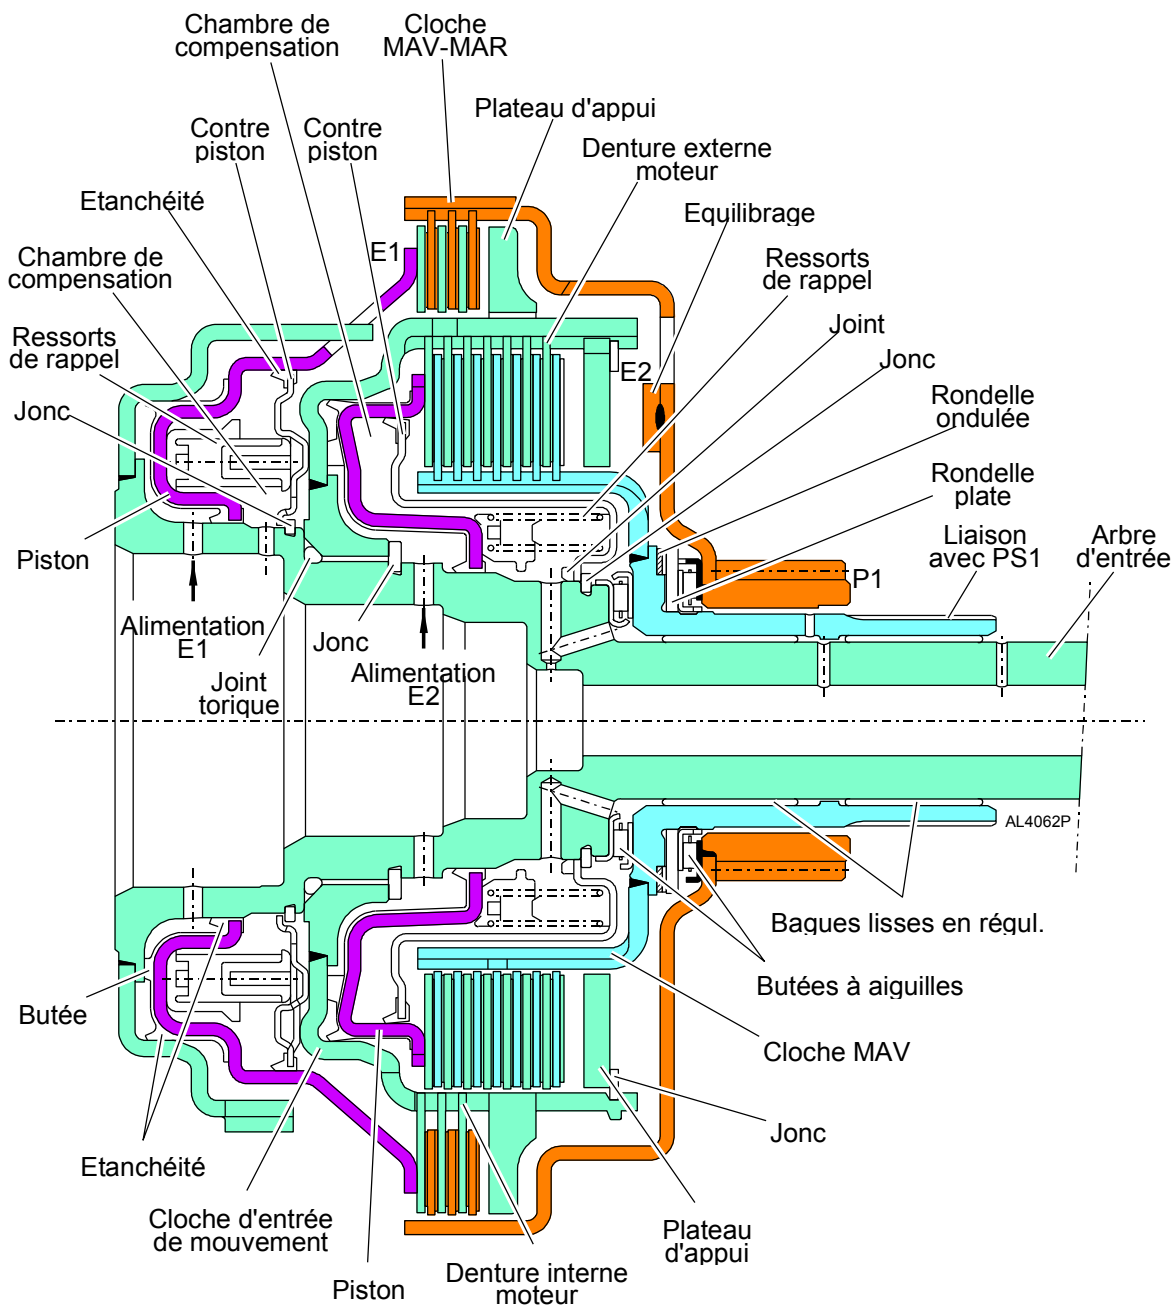 Chambre de
compensation
Cloche
MAV-MAR
Plateau d'appui
Contre
piston
Contre
piston
Denture externe
moteur
Etanchéité
Equilibrage
E1
Chambre de
compensation
Ressorts
de rappel
Ressorts
de rappel
Joint
E2
Jonc
Jonc
Rondelle
ondulée
Rondelle
plate
Piston
Liaison
avec PS1
Arbre
d'entrée
P1
Alimentation
E1
Jonc
Alimentation
E2
Joint
torique
AL4062P
Bagues lisses en régul.
Butée
Butées à aiguilles
Cloche MAV
Jonc
Etanchéité
Cloche d'entrée
de mouvement
Plateau
d'appui
Piston
Denture interne
moteur